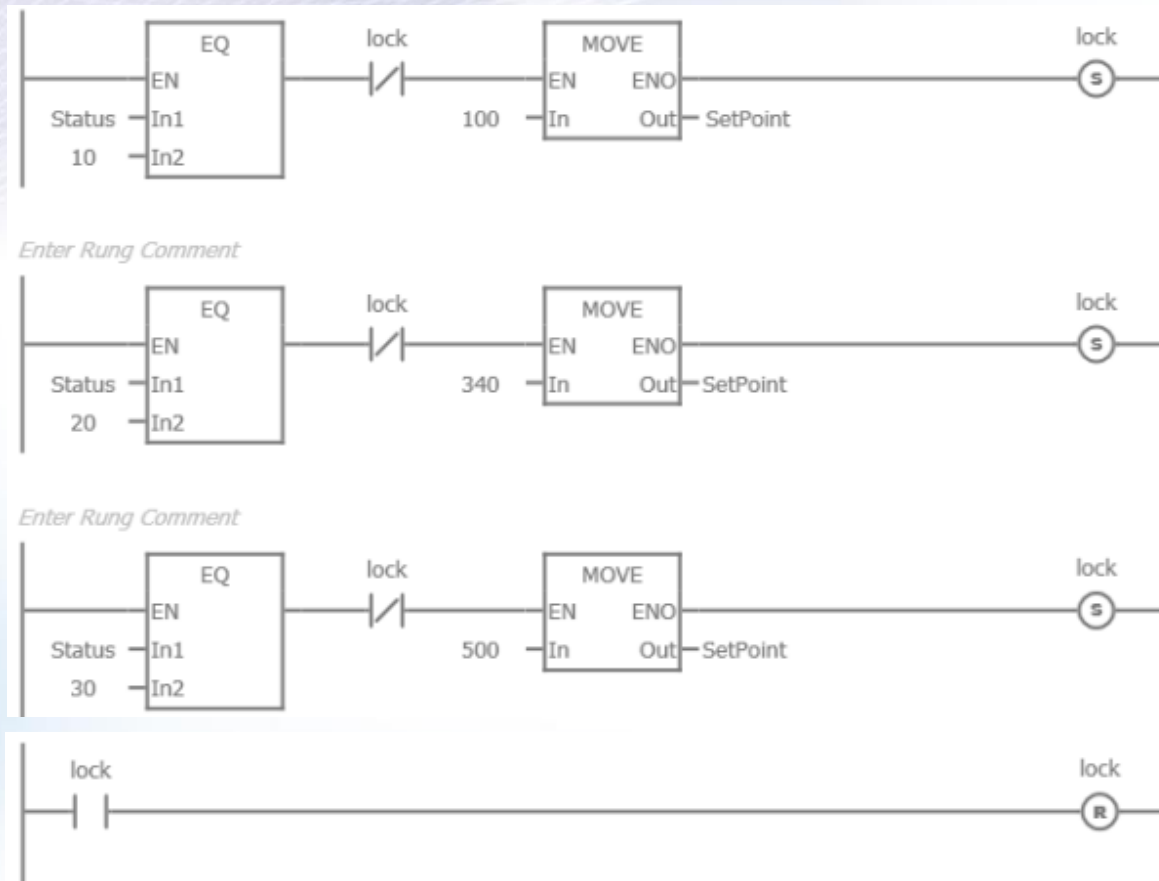 EQ
lock
MOVE
lock
S
EN
EN ENO
Status In1
100 In Out SetPoint
10 In2
Enter Rung Comment
EQ
lock
MOVE
lock
S
EN
EN ENO
Status In1
340 In Out SetPoint
20 In2
Enter Rung Comment
EQ
lock
MOVE
lock
S
EN
EN ENO
Status In1
500 In Out SetPoint
30 In2
lock
lock
R